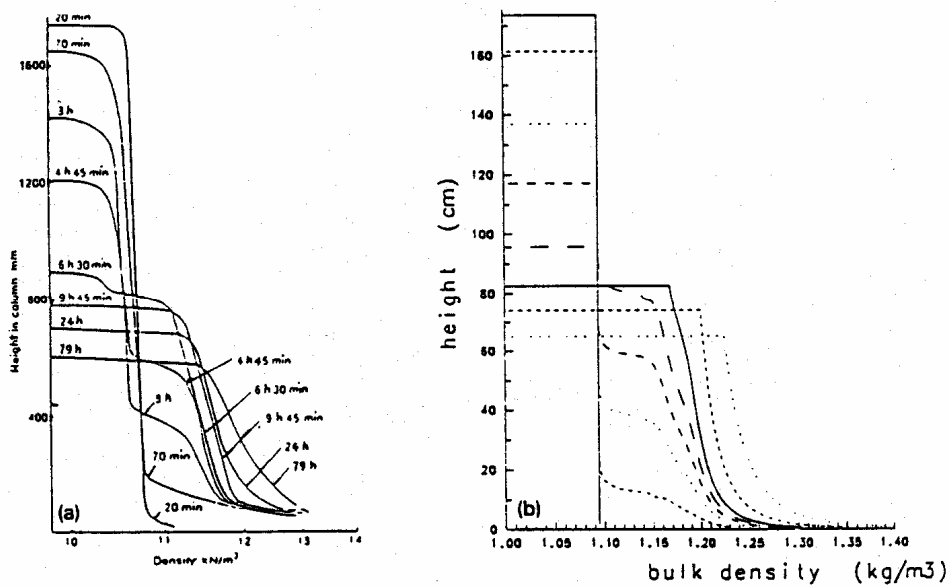 20 min
70 min
1600
3 h
4 h 45 min
1200
6 h 30 min
9 h 45 min
800
24 h
79 h
4 h 45 min
6 h 30 min
9 h
9 h 45 min
400
24 h
70 min
79 h
20 min
(a)
10 11 12 13 14
Density kN/m³
Height in column mm
160
140
120
100
80
60
40
20
0
height (cm)
(b)
1.00 1.05 1.10 1.15 1.20 1.25 1.30 1.35 1.40
bulk density (kg/m3)